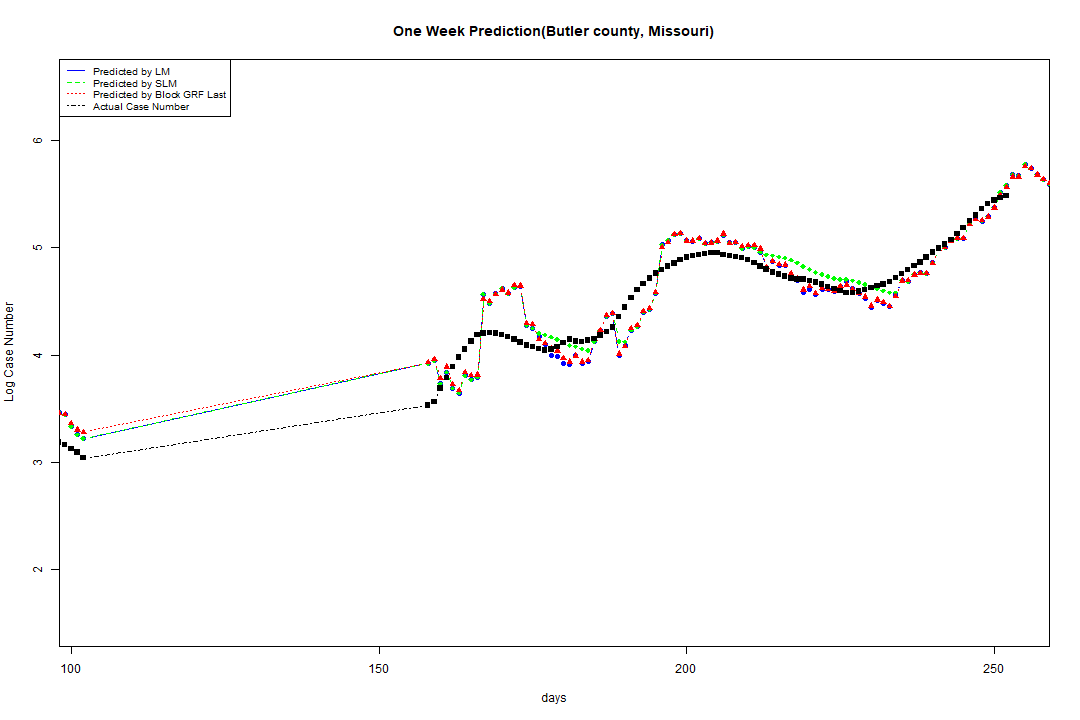 One Week Prediction(Butler county, Missouri)
Predicted by LM
Predicted by SLM
Predicted by Block GRF Last
Actual Case Number
6
5
4
3
2
Log Case Number
100
150
200
250
days